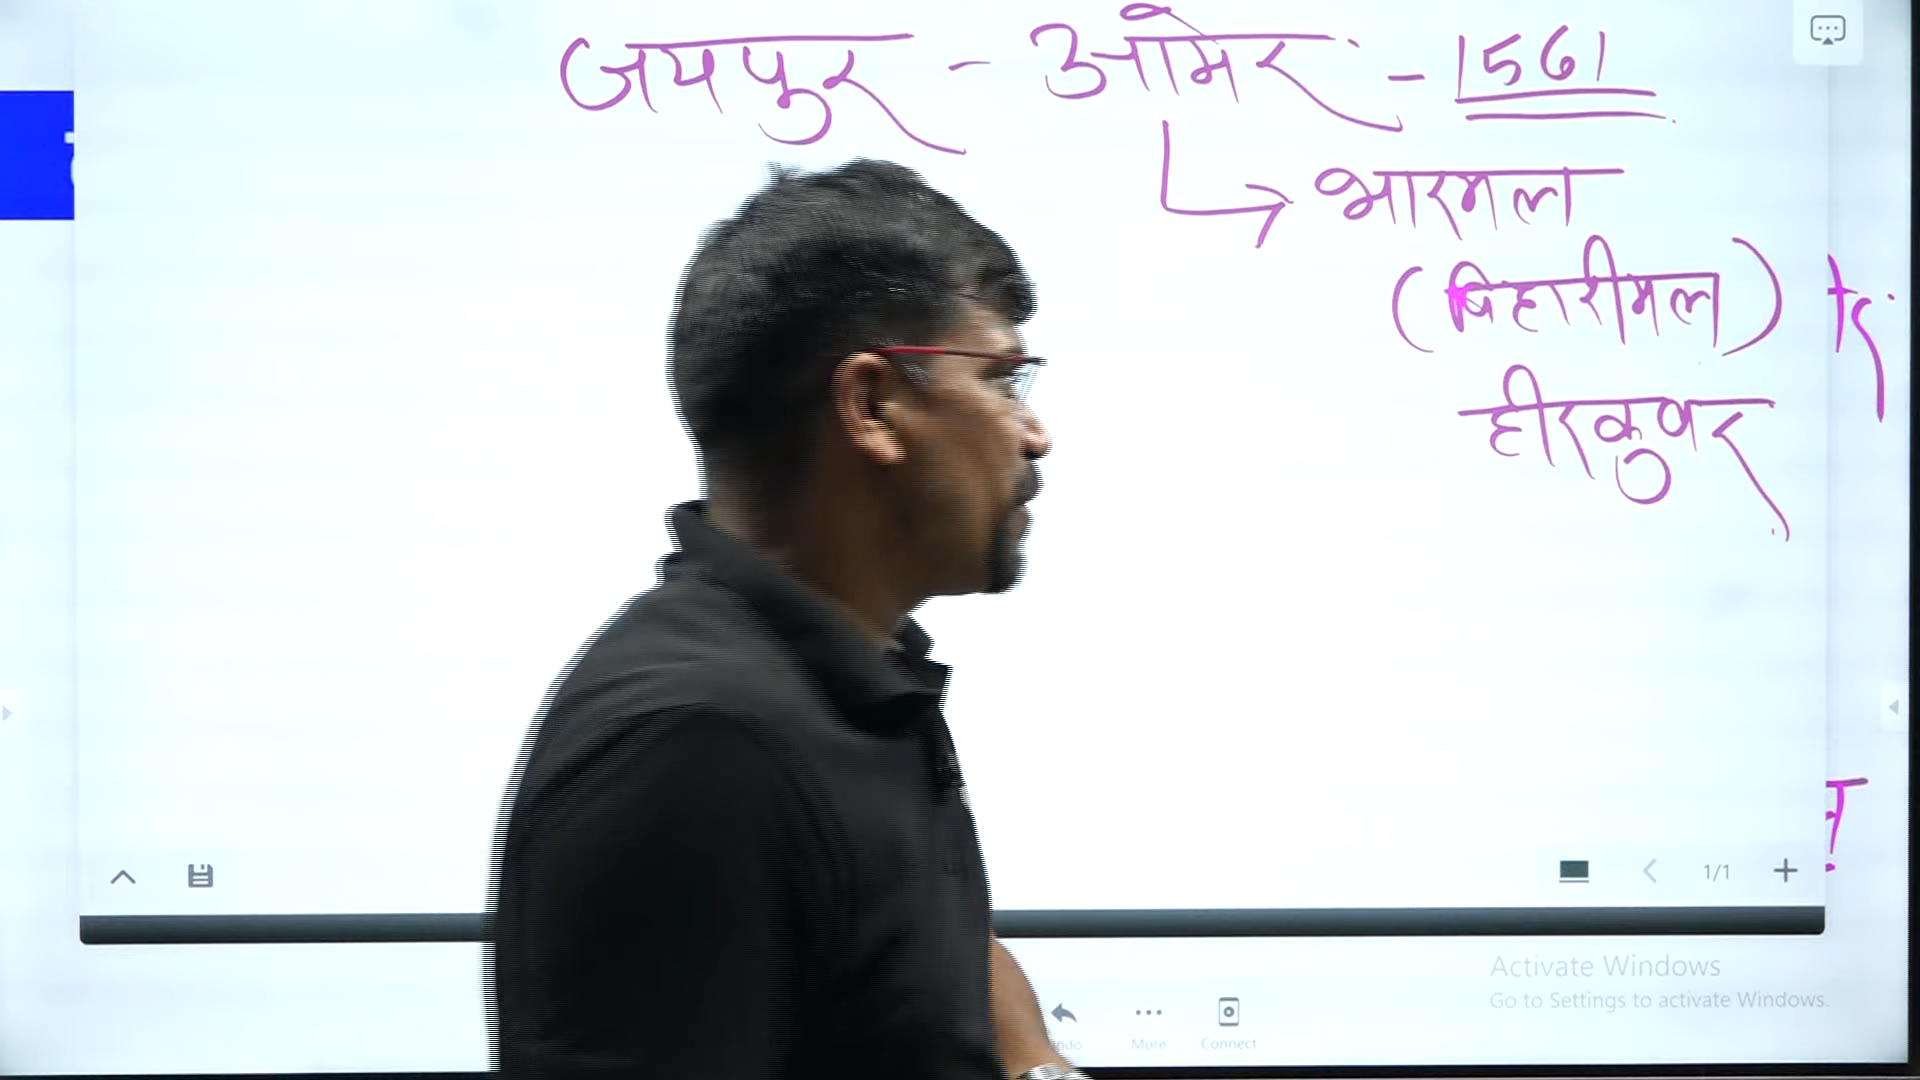 जयपुर - आमेर - 1561
भारमल
(बिहारीमल)
हीरकुवर
1/1
Activate Windows
Go to Settings to activate Windows.
More
Connect